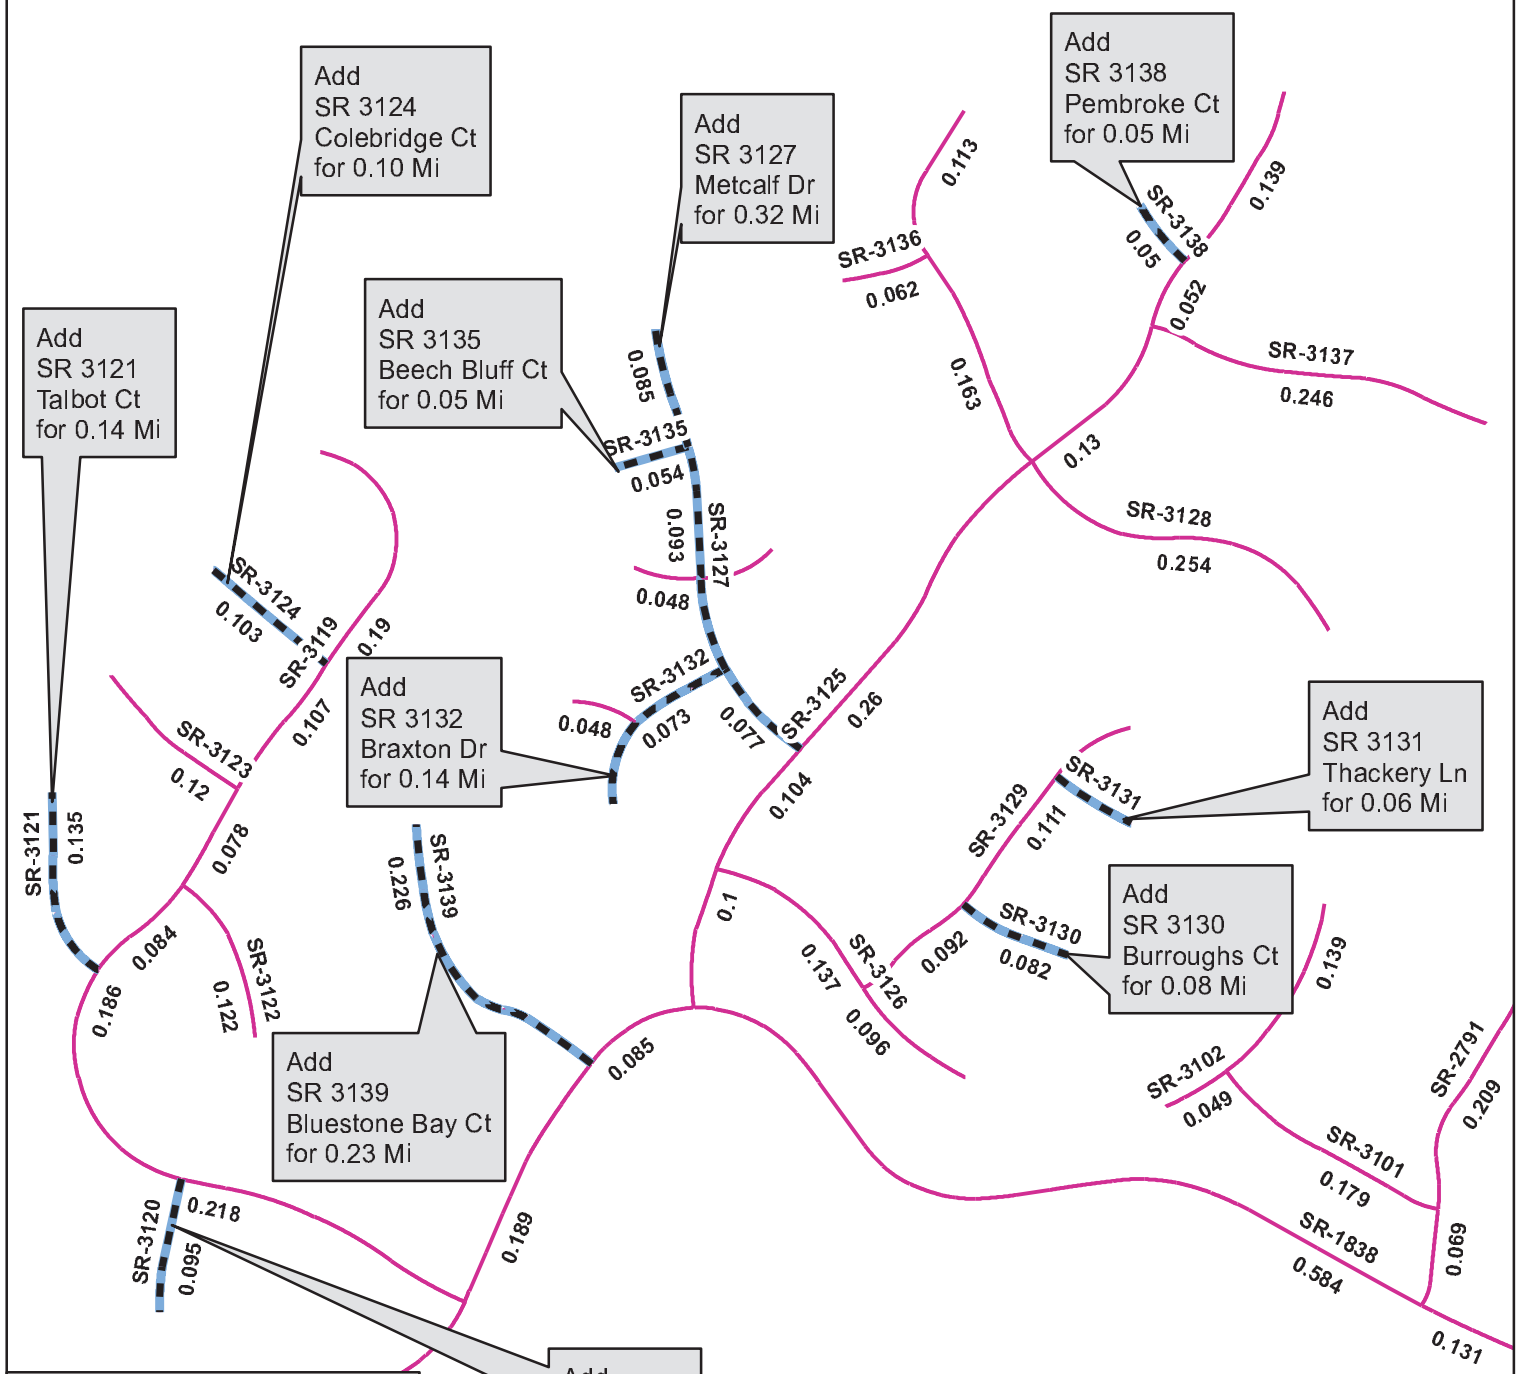 Add
SR 3138
Pembroke Ct
for 0.05 Mi
Add
SR 3124
Colebridge Ct
for 0.10 Mi
Add
SR 3127
Metcalf Dr
for 0.32 Mi
0.113
0.139
SR-3138
0.05
SR-3136
0.062
0.052
Add
SR 3135
Beech Bluff Ct
for 0.05 Mi
Add
SR 3121
Talbot Ct
for 0.14 Mi
0.085
SR-3137
0.246
0.163
SR-3135
0.054
0.13
SR-3127
0.093
SR-3128
0.254
SR-3124
0.103
0.048
SR-3119
0.19
SR-3132
0.073
0.048
0.077
SR-3125
0.26
Add
SR 3132
Braxton Dr
for 0.14 Mi
0.107
SR-3123
0.12
Add
SR 3131
Thackery Ln
for 0.06 Mi
SR-3131
SR-3129
0.111
0.104
SR-3121
0.135
0.078
SR-3139
0.226
Add
SR 3130
Burroughs Ct
for 0.08 Mi
0.1
SR-3130
0.082
0.092
0.084
SR-3126
0.137
0.096
0.139
SR-3122
0.122
0.186
0.085
Add
SR 3139
Bluestone Bay Ct
for 0.23 Mi
SR-3102
0.049
SR-2791
0.209
SR-3101
0.179
SR-3120
0.095
0.218
0.189
SR-1838
0.584
0.069
0.131
Add